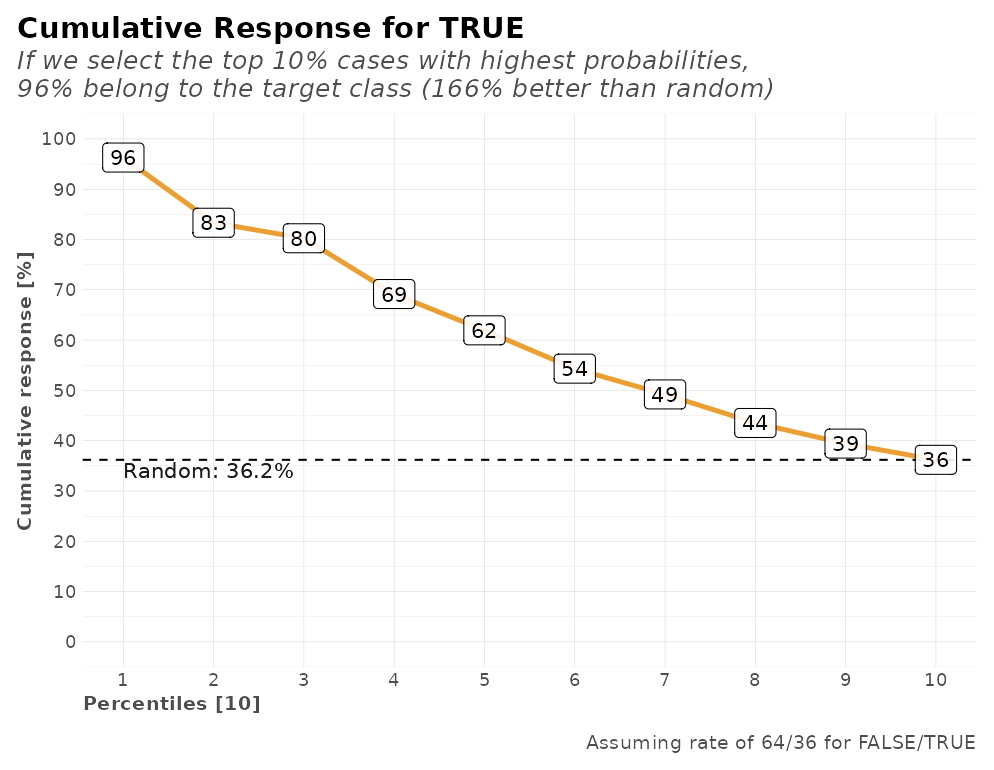 Cumulative Response for TRUE
If we select the top 10% cases with highest probabilities,
96% belong to the target class (166% better than random)
Cumulative response [%]
100
90
80
70
60
50
40
30
20
10
0
96
83
80
69
62
54
49
44
39
36
Random: 36.2%
1 2 3 4 5 6 7 8 9 10
Percentiles [10]
Assuming rate of 64/36 for FALSE/TRUE